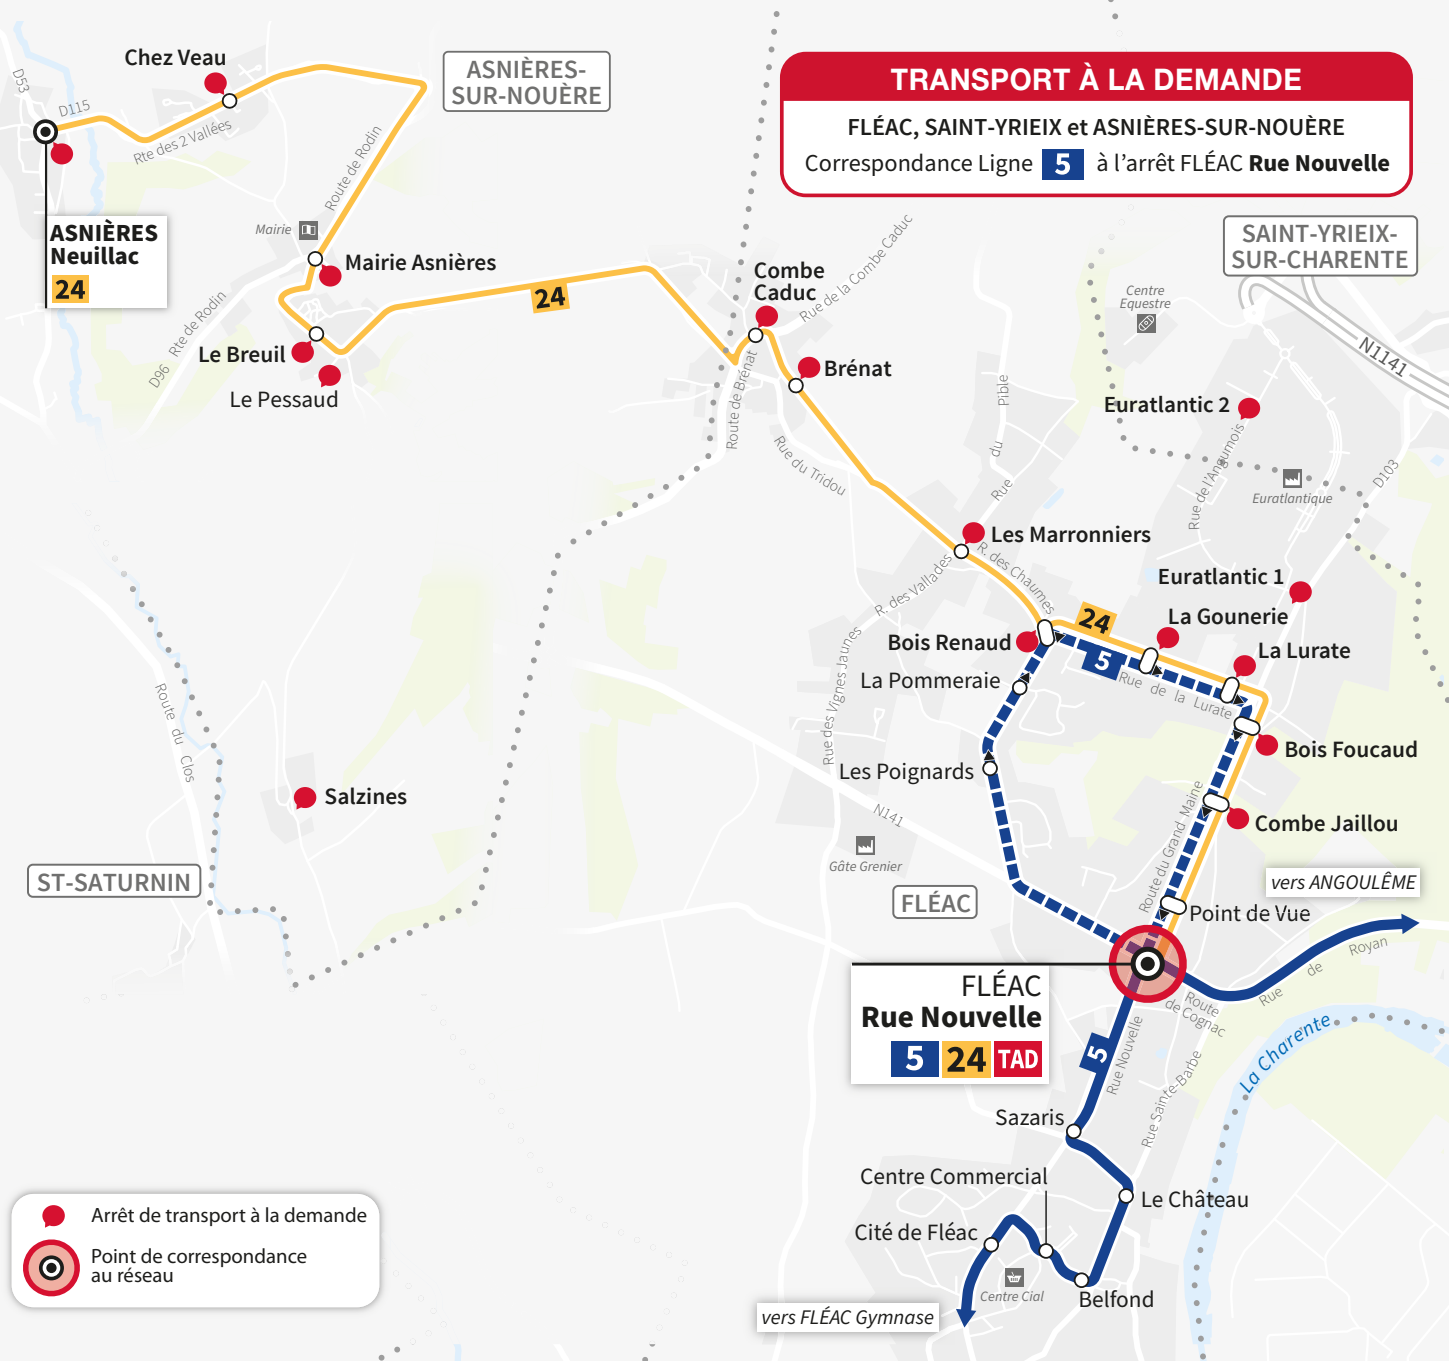 TRANSPORT À LA DEMANDE
FLÉAC, SAINT-YRIEIX et ASNIÈRES-SUR-NOUÈRE
Correspondance Ligne 5 à l'arrêt FLÉAC Rue Nouvelle
Chez Veau
ASNIÈRES-
SUR-NOUÈRE
D53
D115
Rte des 2 Vallées
Route de Rodin
ASNIÈRES
Neuillac
24
Mairie
Mairie Asnières
Rte de Rodin
D96
Le Breuil
Le Pessaud
24
Combe
Caduc
Rue de la Combe Caduc
Brénat
Route de Brénat
Rue du Tridou
SAINT-YRIEIX-
SUR-CHARENTE
Centre
Equestre
N1141
Rue du Pible
Euratlantic 2
Rue de l'Angumois
Euratlantique
D103
Les Marronniers
R. des Chaumes
R. des Vallades
Euratlantic 1
La Gounerie
24
5
Bois Renaud
La Lurate
La Pommeraie
Rue de la Lurate
Rue des Vignes Jaunes
Bois Foucaud
Les Poignards
Route du Clos
Salzines
N141
Combe Jaillou
Route du Grand Maine
Gâte Grenier
ST-SATURNIN
vers ANGOULÊME
FLÉAC
Point de Vue
Rue de Royan
FLÉAC
Rue Nouvelle
5 24 TAD
Route
de Cognac
La Charente
5
Rue Nouvelle
Rue Sainte-Barbe
Sazaris
Centre Commercial
Le Château
Cité de Fléac
Centre Cial
Belfond
vers FLÉAC Gymnase
Arrêt de transport à la demande
Point de correspondance
au réseau